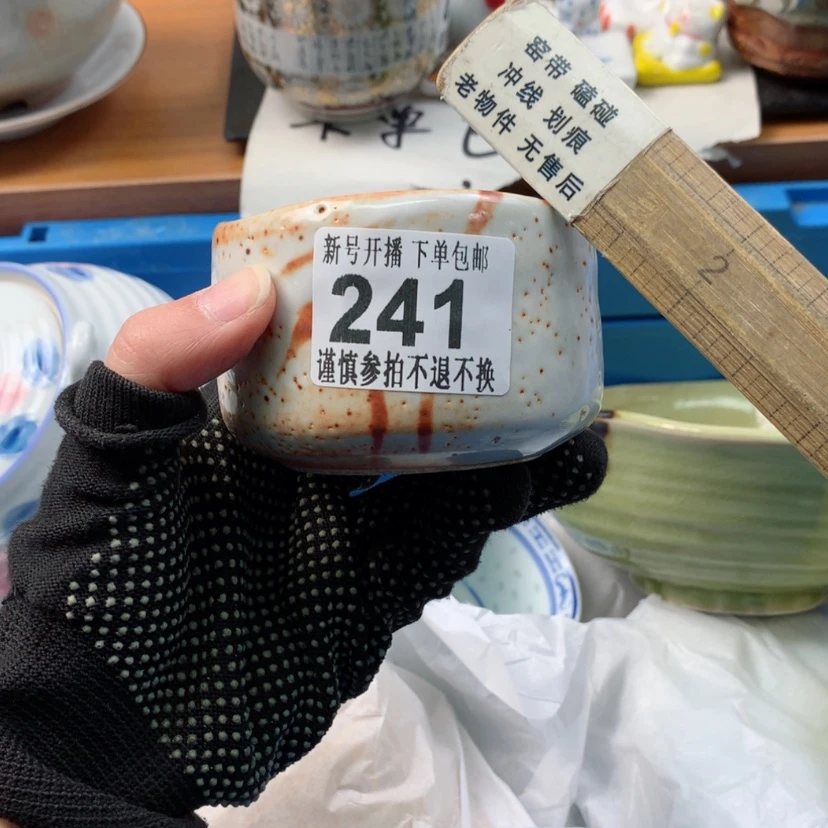 窑带 磕碰
冲线 划痕
老物件 无售后
新号开播 下单包邮
241
谨慎参拍不退不换
2